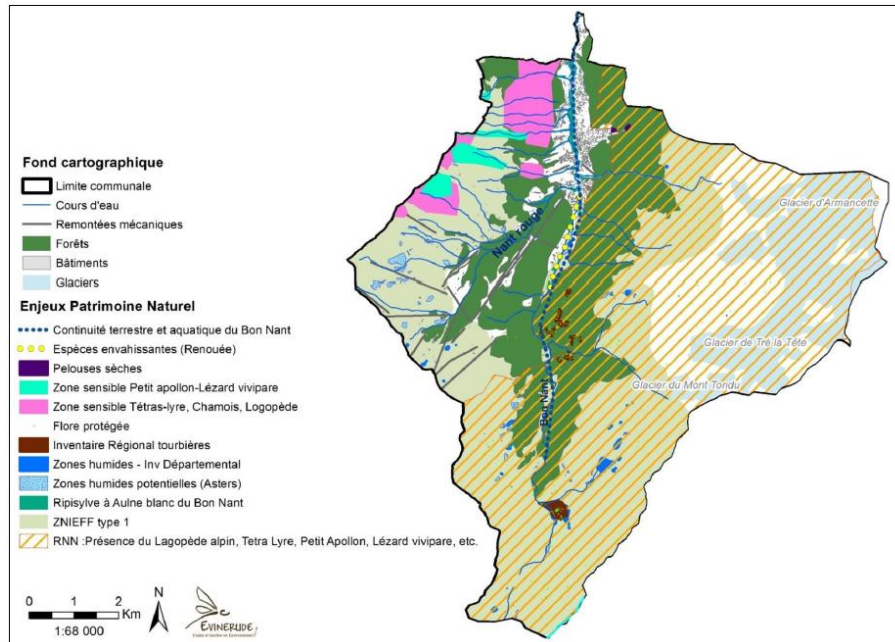 Fond cartographique
Limite communale
Cours d'eau
Remontées mécaniques
Forêts
Bâtiments
Glaciers
Enjeux Patrimoine Naturel
Continuité terrestre et aquatique du Bon Nant
Espèces envahissantes (Renouée)
Pelouses sèches
Zone sensible Petit apollon-Lézard vivipare
Zone sensible Tétras-lyre, Chamois, Logopède
Flore protégée
Inventaire Régional tourbières
Zones humides - Inv Départemental
Zones humides potentielles (Asters)
Ripisylve à Aulne blanc du Bon Nant
ZNIEFF type 1
RNN :Présence du Lagopède alpin, Tetra Lyre, Petit Apollon, Lézard vivipare, etc.
0 1 2
Km
1:68 000
N
EVINERUDE
Nant rouge
Bon Nant
Glacier d'Armancette
Glacier de Tré la Tête
Glacier du Mont Tondu